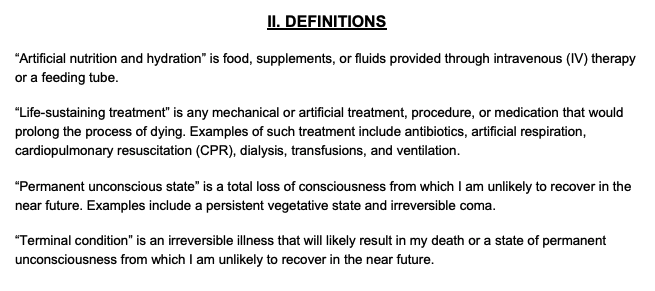 II. DEFINITIONS
“Artificial nutrition and hydration” is food, supplements, or fluids provided through intravenous (IV) therapy
or a feeding tube.
“Life-sustaining treatment” is any mechanical or artificial treatment, procedure, or medication that would
prolong the process of dying. Examples of such treatment include antibiotics, artificial respiration,
cardiopulmonary resuscitation (CPR), dialysis, transfusions, and ventilation.
“Permanent unconscious state” is a total loss of consciousness from which I am unlikely to recover in the
near future. Examples include a persistent vegetative state and irreversible coma.
“Terminal condition” is an irreversible illness that will likely result in my death or a state of permanent
unconsciousness from which I am unlikely to recover in the near future.